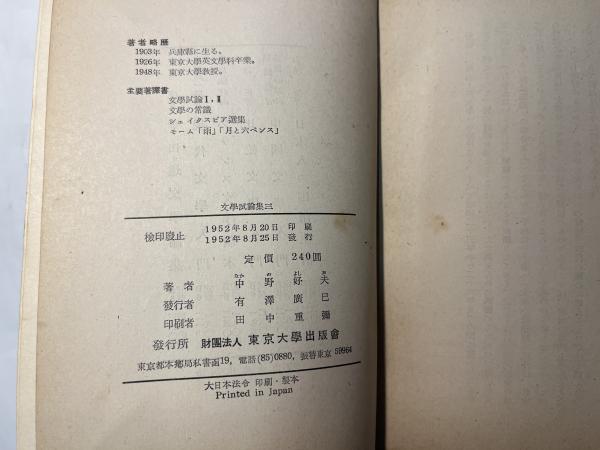 著者略歴
1903年 兵庫縣に生る。
1926年 東京大學英文學科卒業。
1948年 東京大學教授。
主要著譯書
文學試論Ⅰ,Ⅱ
文學の常識
シェイクスピア選集
モーム「雨」「月と六ペンス」
文學試論集三
檢印廢止
1952年8月20日 印刷
1952年8月25日 發行
定價 240圓
なか の よし お
著者 中野好夫
發行者 有澤廣巳
印刷者 田中重彌
發行所 財團法人 東京大學出版會
東京都本郷局私書函19, 電話(85)0880, 振替東京 59964
大日本法令 印刷・製本
Printed in Japan